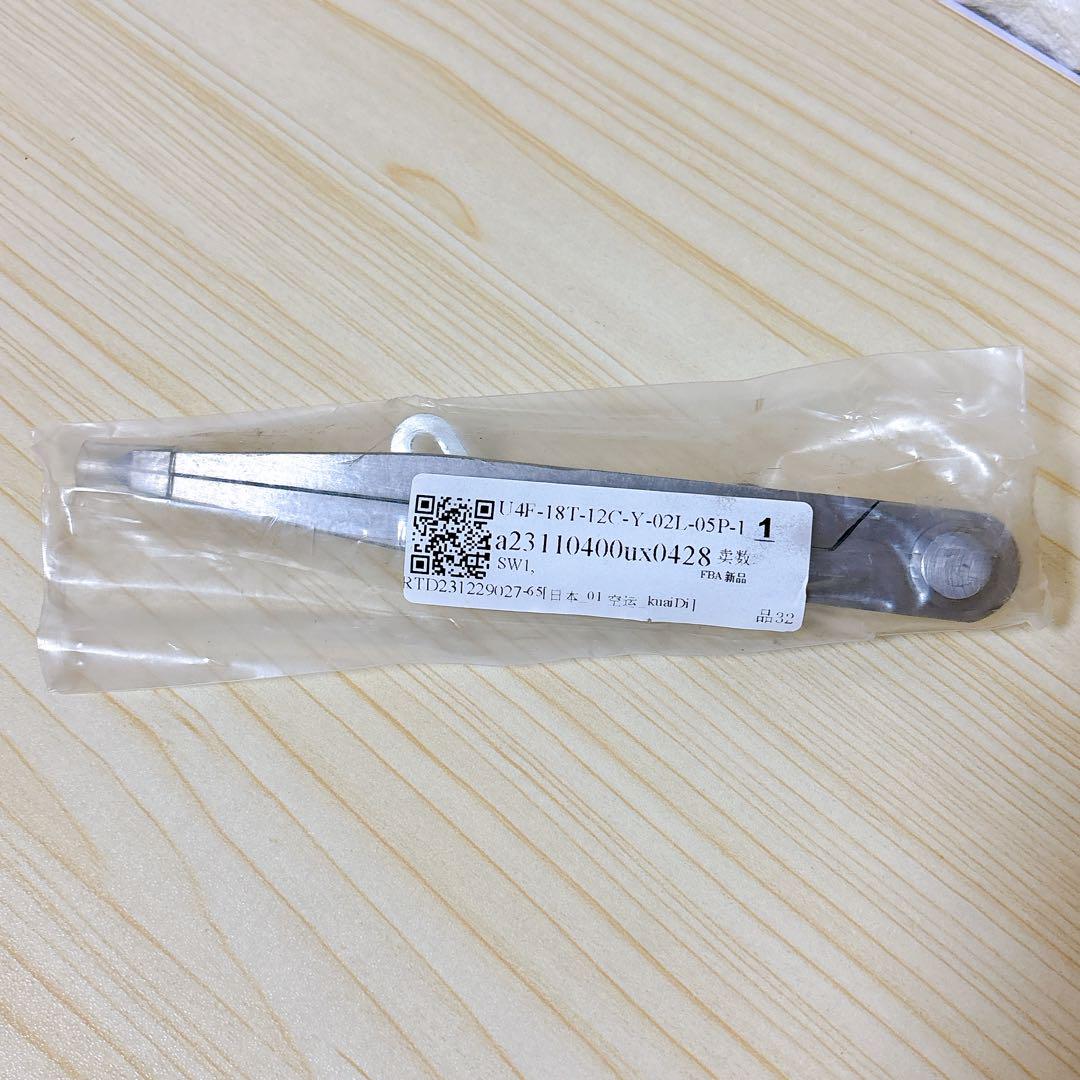 U4F-18T-12C-Y-02L-05P-1 1
a23110400ux0428 卖数:
SW1, FBA 新品
RTD231229027-65[日本_01 空运_kuaiDi]
品32